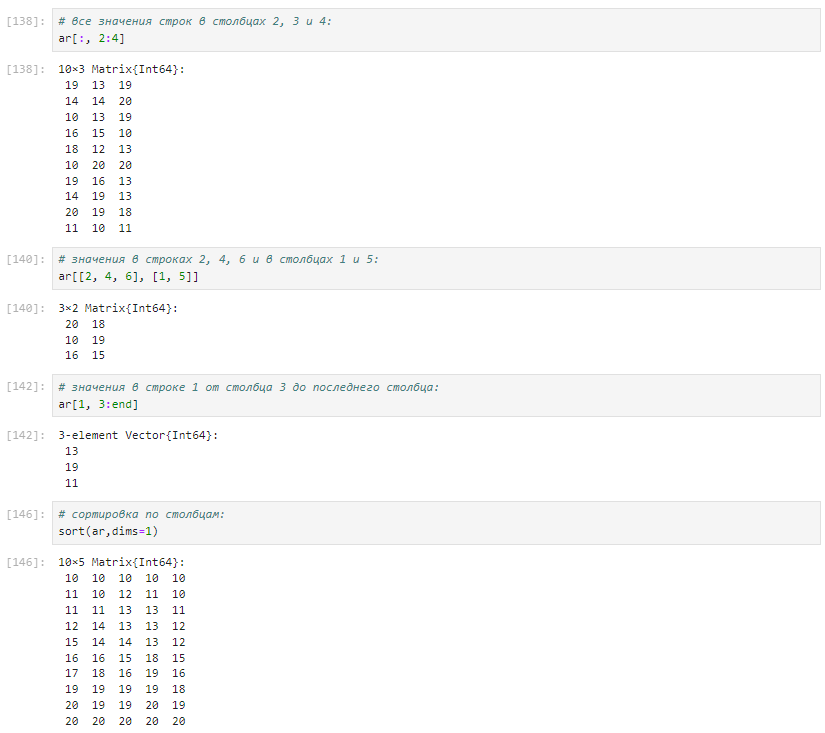 [138]: # все значения строк в столбцах 2, 3 и 4:
ar[:, 2:4]
[138]: 10×3 Matrix{Int64}:
19 13 19
14 14 20
10 13 19
16 15 10
18 12 13
10 20 20
19 16 13
14 19 13
20 19 18
11 10 11
[140]: # значения в строках 2, 4, 6 и в столбцах 1 и 5:
ar[[2, 4, 6], [1, 5]]
[140]: 3×2 Matrix{Int64}:
20 18
10 19
16 15
[142]: # значения в строке 1 от столбца 3 до последнего столбца:
ar[1, 3:end]
[142]: 3-element Vector{Int64}:
13
19
11
[146]: # сортировка по столбцам:
sort(ar,dims=1)
[146]: 10×5 Matrix{Int64}:
10 10 10 10 10
11 10 12 11 10
11 11 13 13 11
12 14 13 13 12
15 14 14 13 12
16 16 15 18 15
17 18 16 19 16
19 19 19 19 18
20 19 19 20 19
20 20 20 20 20